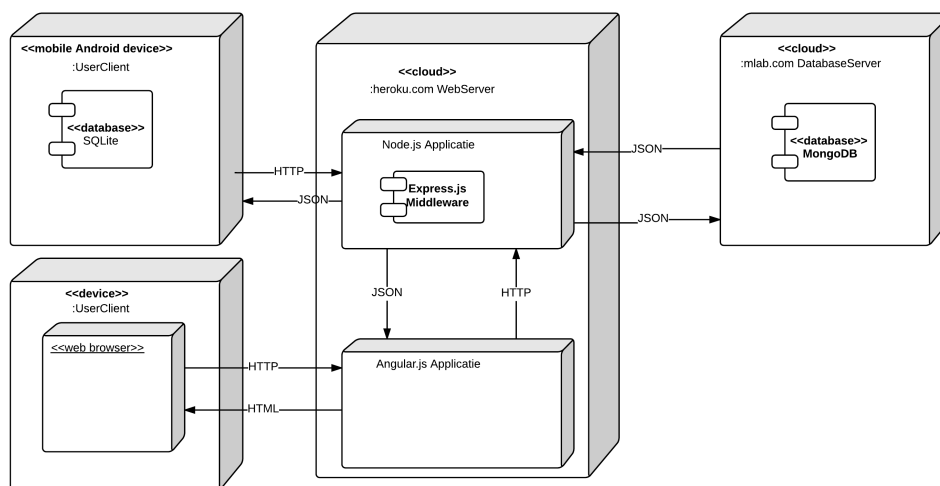 <<mobile Android device>>
:UserClient
<<database>>
SQLite
<<cloud>>
:heroku.com WebServer
Node.js Applicatie
Express.js
Middleware
<<cloud>>
:mlab.com DatabaseServer
<<database>>
MongoDB
HTTP
JSON
JSON
JSON
JSON
HTTP
<<device>>
:UserClient
<<web browser>>
HTTP
HTML
Angular.js Applicatie